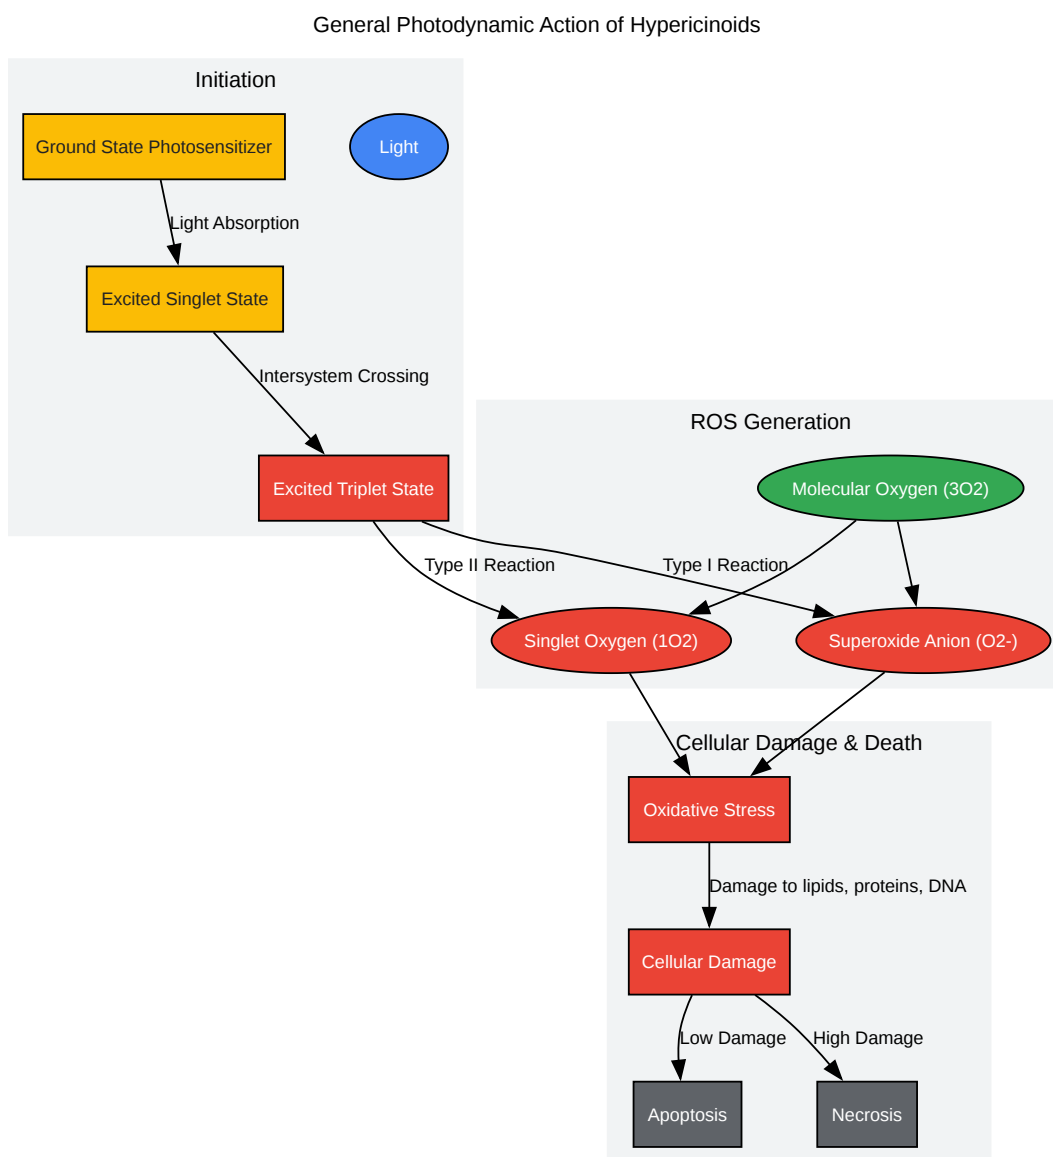 General Photodynamic Action of Hypericinoids
Initiation
Ground State Photosensitizer
Light
Light Absorption
Excited Singlet State
Intersystem Crossing
ROS Generation
Excited Triplet State
Molecular Oxygen (3O2)
Type II Reaction
Type I Reaction
Singlet Oxygen (1O2)
Superoxide Anion (O2-)
Cellular Damage & Death
Oxidative Stress
Damage to lipids, proteins, DNA
Cellular Damage
Low Damage
High Damage
Apoptosis
Necrosis